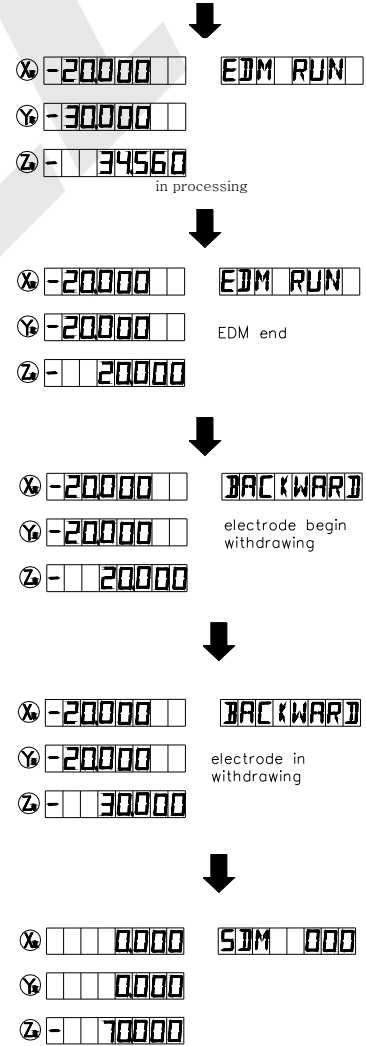 X -20.000 EDM RUN
Y -30.000
Z - 34.560
in processing
X -20.000 EDM RUN
Y -20.000 EDM end
Z - 20.000
X -20.000 BACKWARD
Y -20.000 electrode begin
withdrawing
Z - 20.000
X -20.000 BACKWARD
Y -20.000 electrode in
withdrawing
Z - 30.000
X 0.000 SDM 000
Y 0.000
Z - 70.000